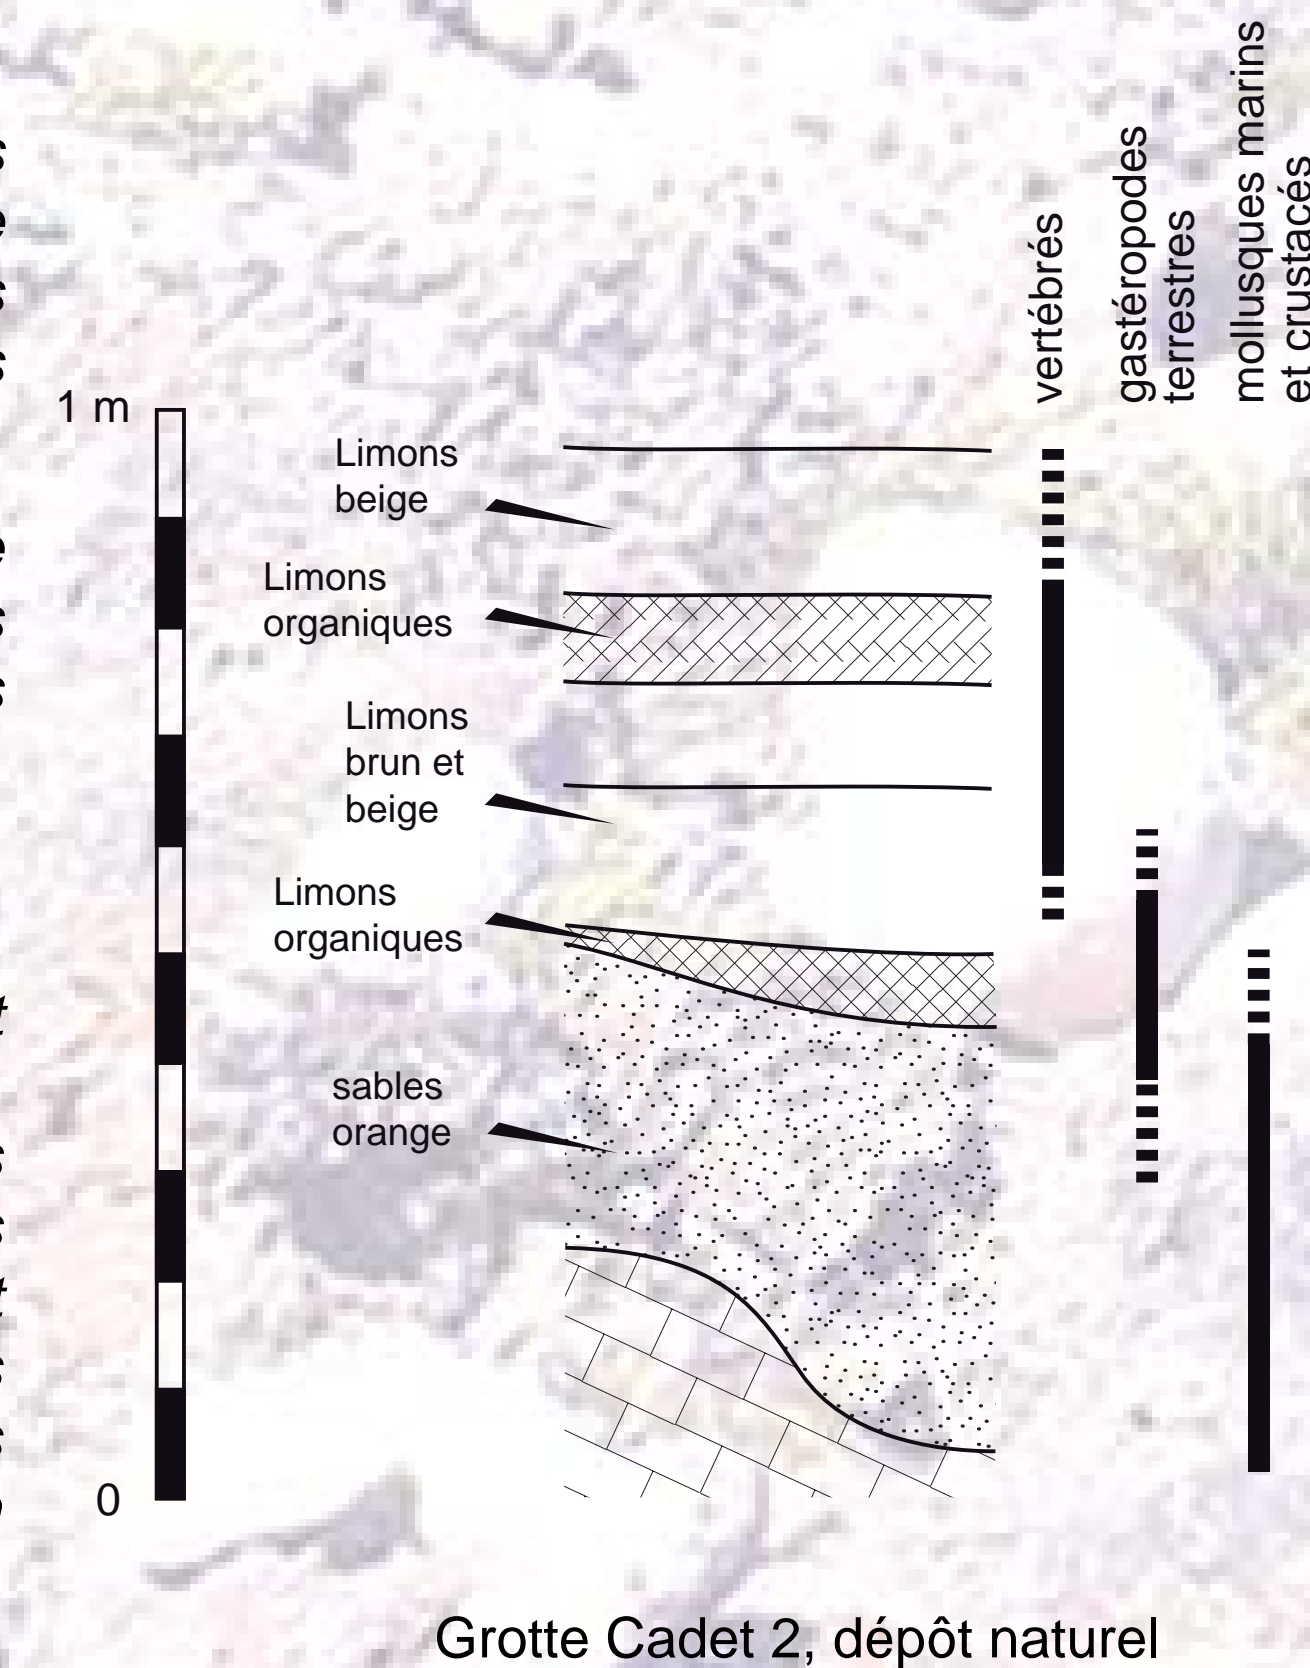 vertébrés
gastéropodes
terrestres
mollusques marins
et crustacés
1 m
Limons
beige
Limons
organiques
Limons
brun et
beige
Limons
organiques
sables
orange
0
Grotte Cadet 2, dépôt naturel